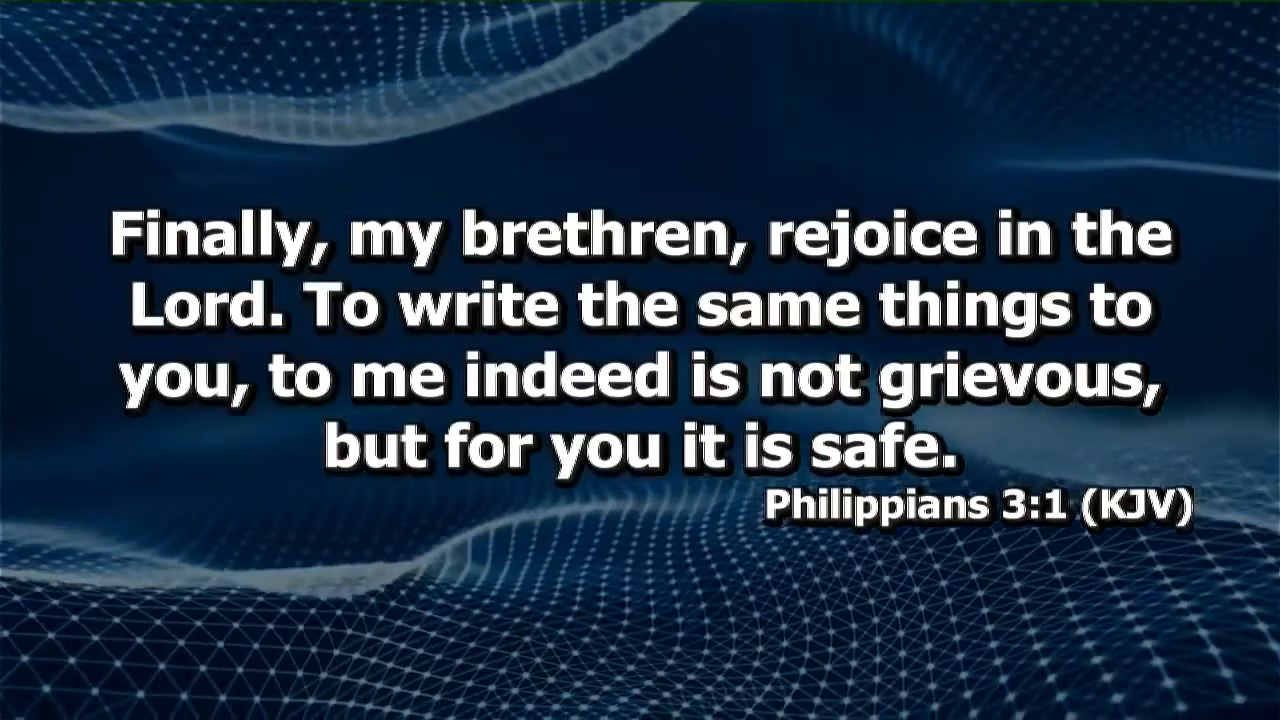 Finally, my brethren, rejoice in the
Lord. To write the same things to
you, to me indeed is not grievous,
but for you it is safe.
Philippians 3:1 (KJV)